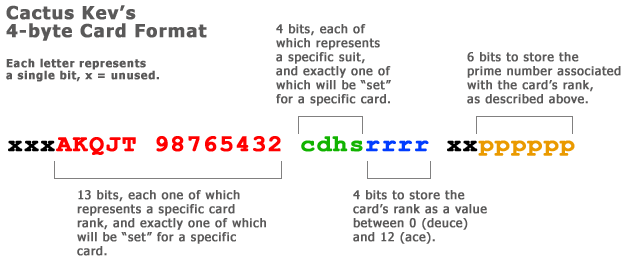 Cactus Kev's
4-byte Card Format
Each letter represents
a single bit, x = unused.
4 bits, each of
which represents
a specific suit,
and exactly one of
which will be “set”
for a specific card.
6 bits to store the
prime number associated
with the card's rank,
as described above.
xxxAKQJT 98765432 cdhsrrrr xxpppppp
13 bits, each one of which
represents a specific card
rank, and exactly one of which
will be “set” for a specific
card.
4 bits to store the
card's rank as a value
between 0 (deuce)
and 12 (ace).